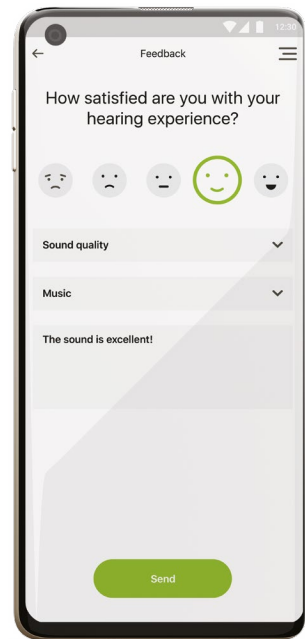 12:30
Feedback
How satisfied are you with your
hearing experience?
Sound quality
Music
The sound is excellent!
Send